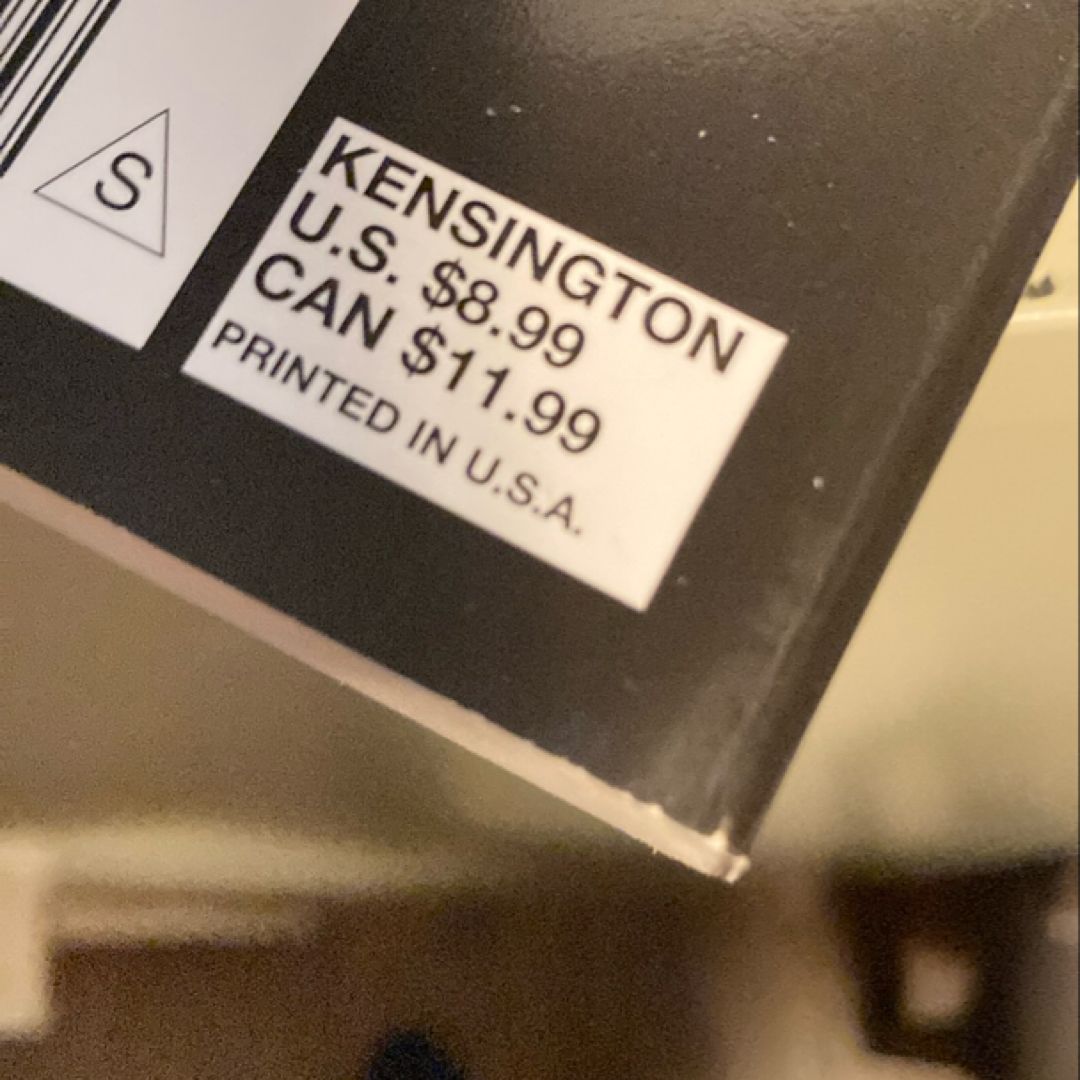 S
KENSINGTON
U.S. $8.99
CAN $11.99
PRINTED IN U.S.A.